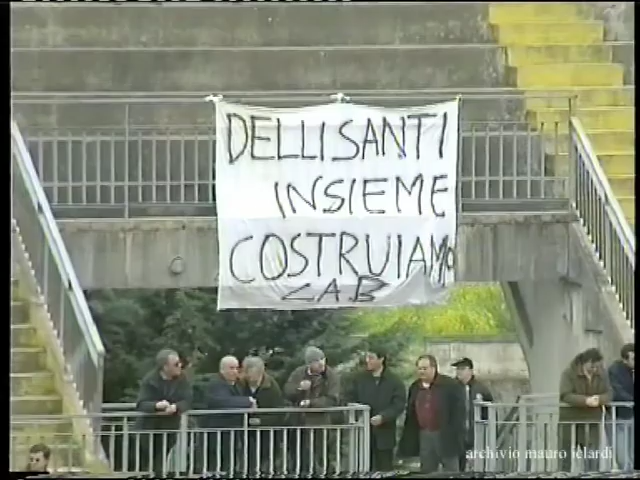 DELLISANTI
INSIEME
COSTRUIAMO
CAB
archivio mauro ielardi